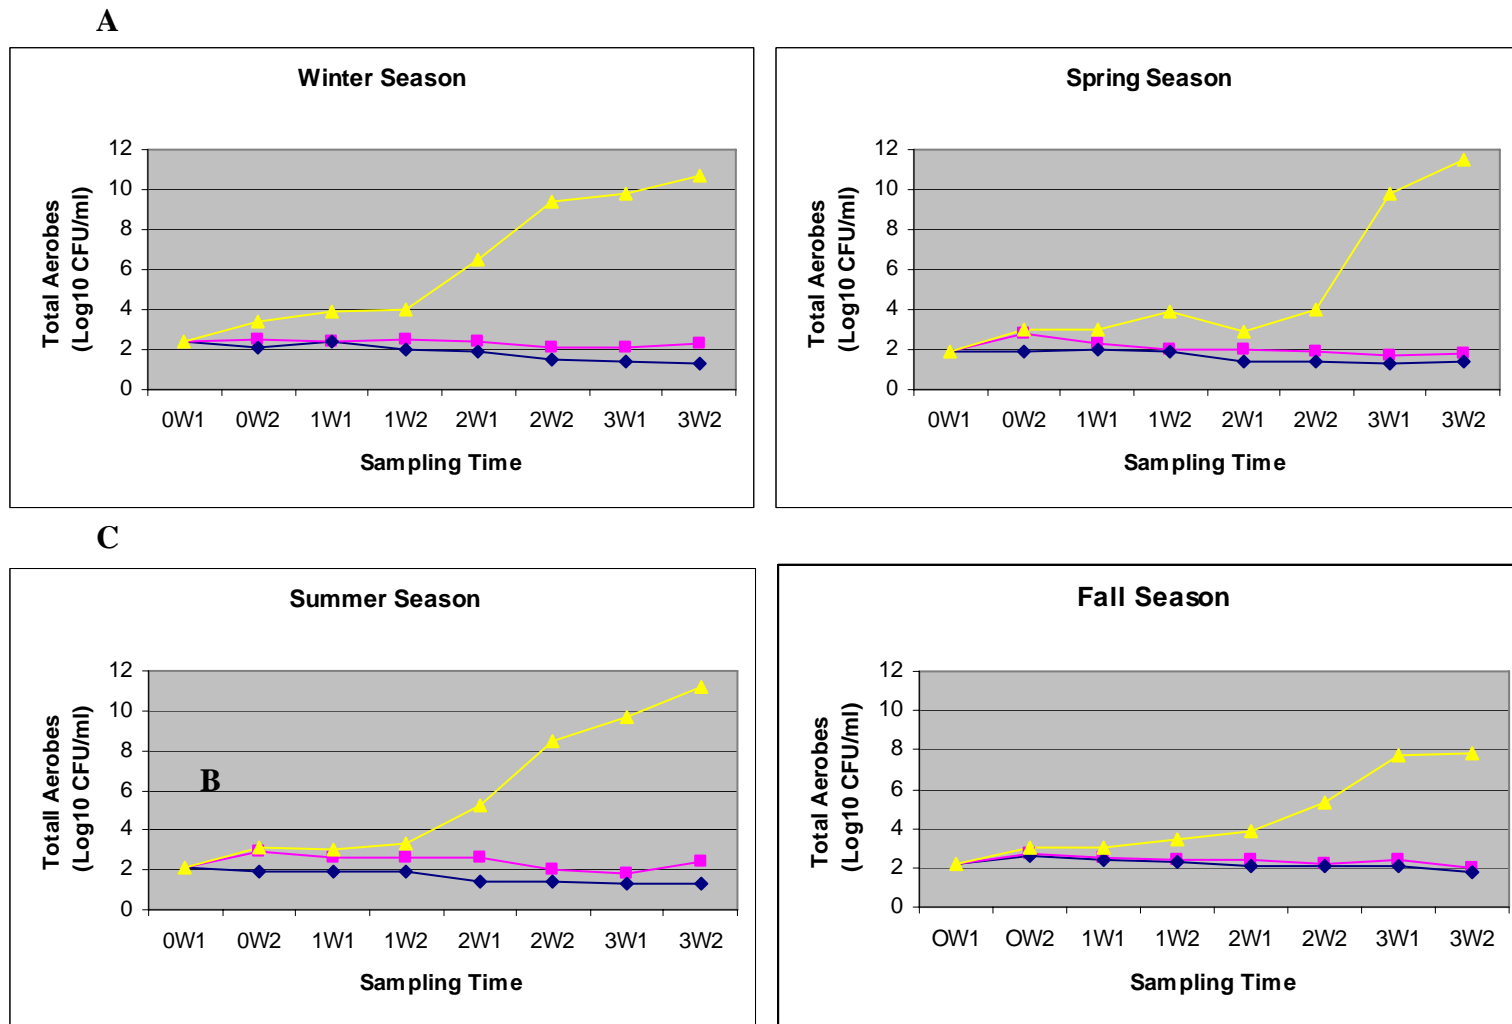 A
Winter Season
Total Aerobes
(Log10 CFU/ml)
12
10
8
6
4
2
0
0W1 0W2 1W1 1W2 2W1 2W2 3W1 3W2
Sampling Time
Spring Season
Total Aerobes
(Log10 CFU/ml)
12
10
8
6
4
2
0
0W1 0W2 1W1 1W2 2W1 2W2 3W1 3W2
Sampling Time
C
Summer Season
Totall Aerobes
(Log10 CFU/ml)
12
10
8
6
4
2
0
B
0W1 0W2 1W1 1W2 2W1 2W2 3W1 3W2
Sampling Time
Fall Season
Total Aerobes
(Log10 CFU/ml)
12
10
8
6
4
2
0
OW1 OW2 1W1 1W2 2W1 2W2 3W1 3W2
Sampling Time